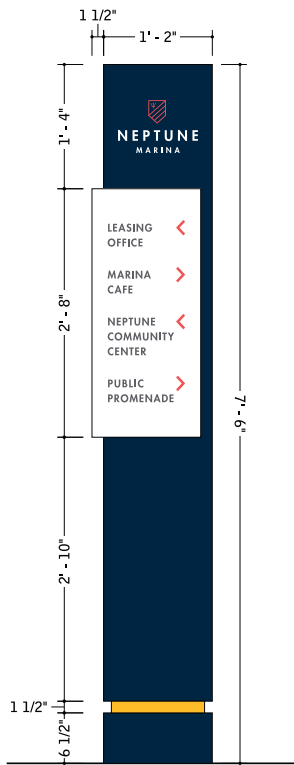 1 1/2"
1' - 2"
1' - 4"
NEPTUNE
MARINA
LEASING
OFFICE
MARINA
CAFE
NEPTUNE
COMMUNITY
CENTER
PUBLIC
PROMENADE
2' - 8"
7' - 6"
2' - 10"
1 1/2"
6 1/2"